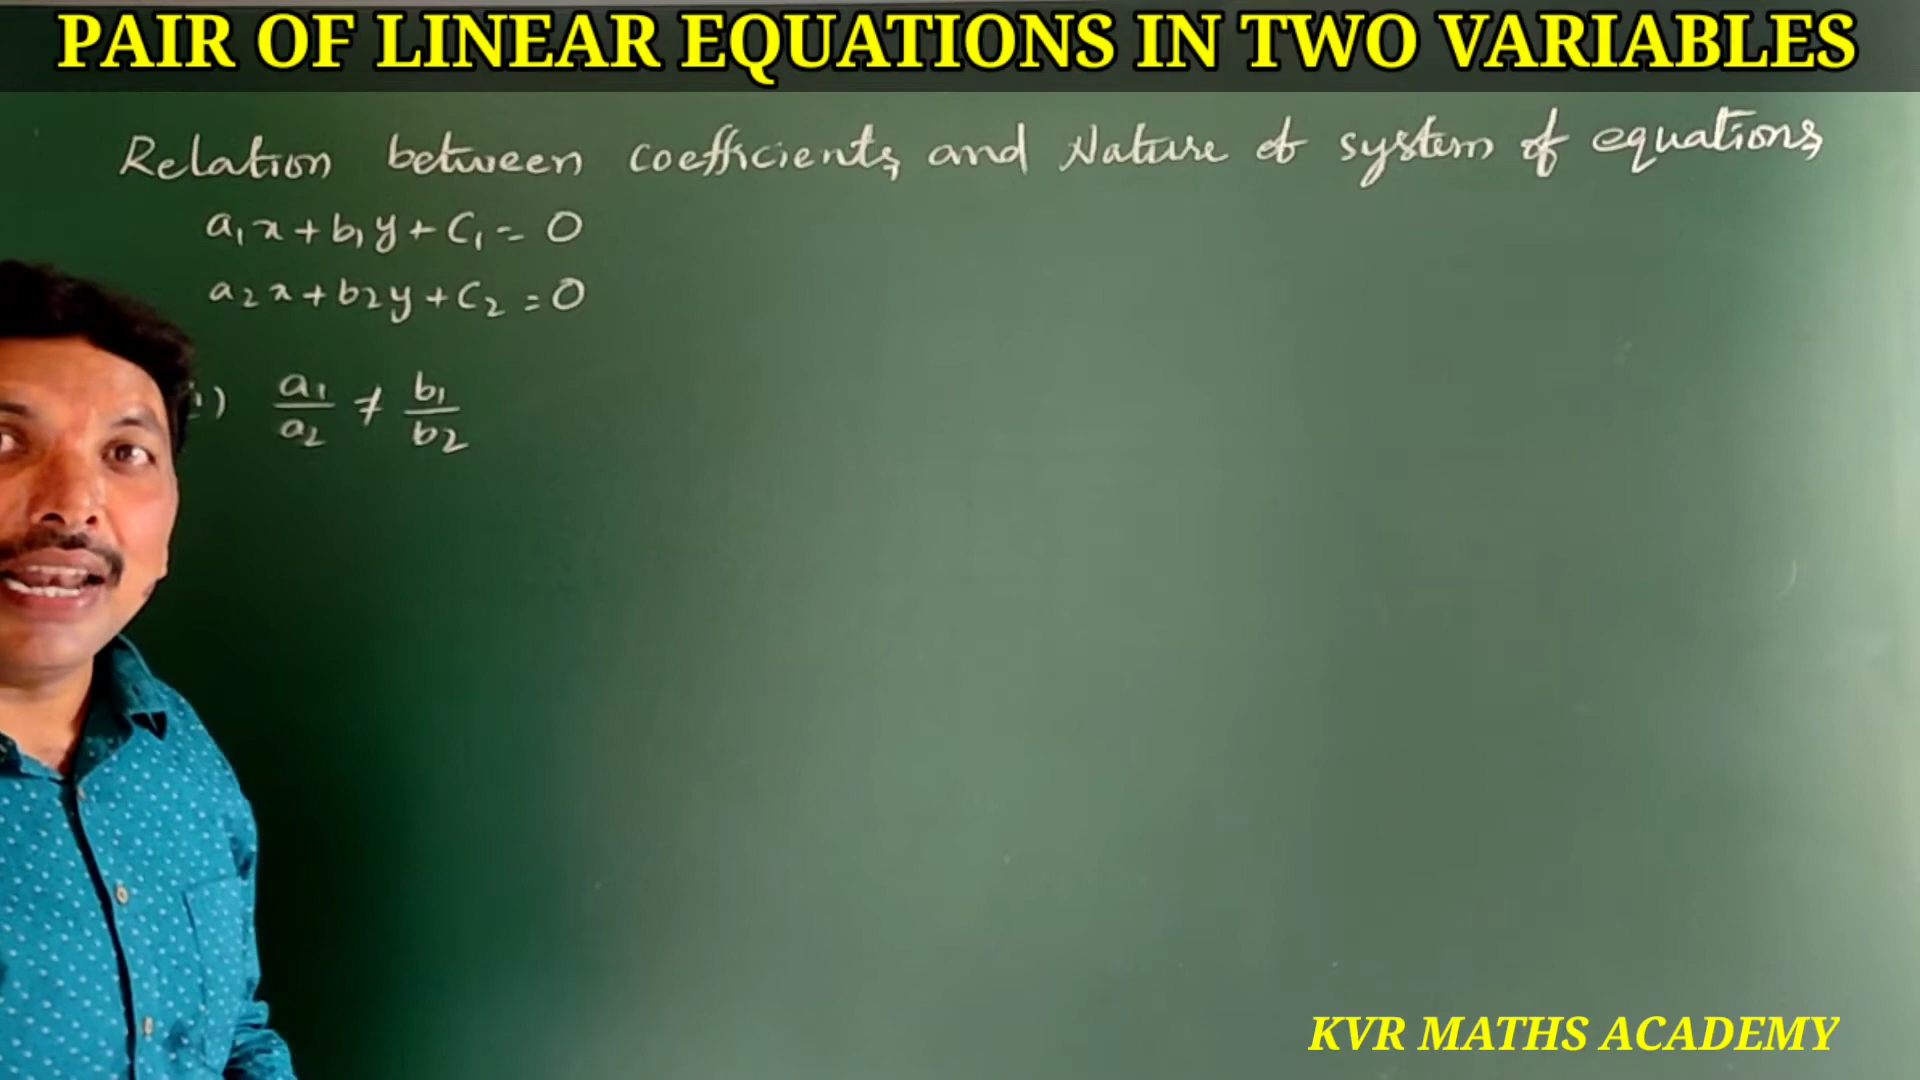 PAIR OF LINEAR EQUATIONS IN TWO VARIABLES
Relation between coefficients and Nature of system of equations
a₁x + b₁y + C₁ = 0
a₂x + b₂y + C₂ = 0
i) a₁/a₂ ≠ b₁/b₂
KVR MATHS ACADEMY